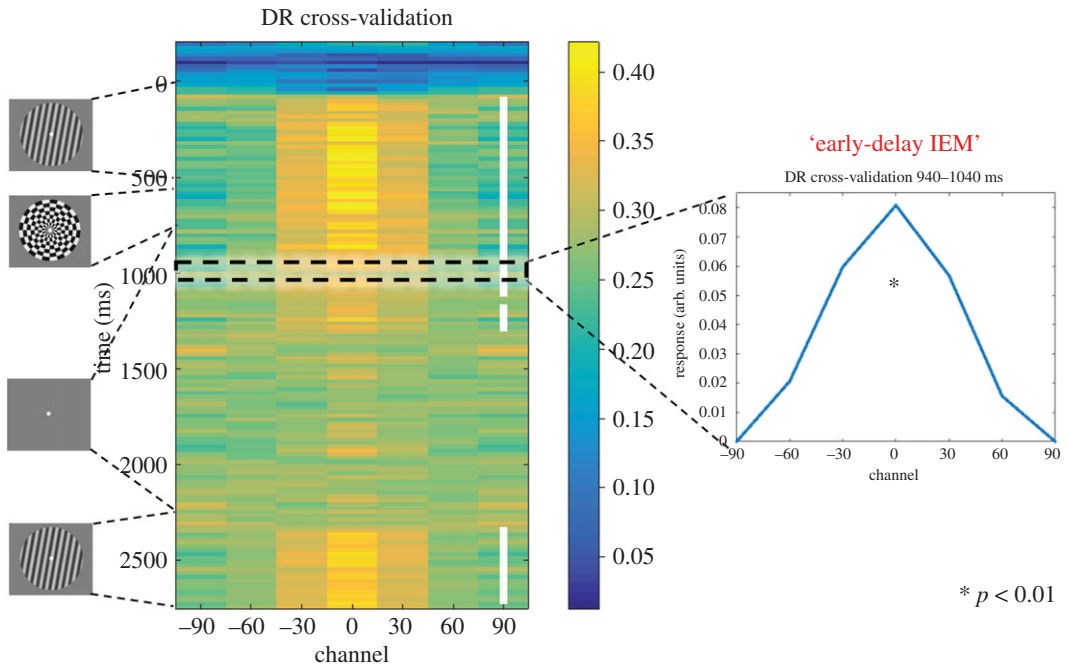 DR cross-validation
0
500
1000
1500
2000
2500
time (ms)
–90 –60 –30 0 30 60 90
channel
0.40
0.35
0.30
0.25
0.20
0.15
0.10
0.05
‘early-delay IEM’
DR cross-validation 940–1040 ms
0.08
0.07
0.06
0.05
0.04
0.03
0.02
0.01
0
response (arb. units)
*
–90 –60 –30 0 30 60 90
channel
* p < 0.01